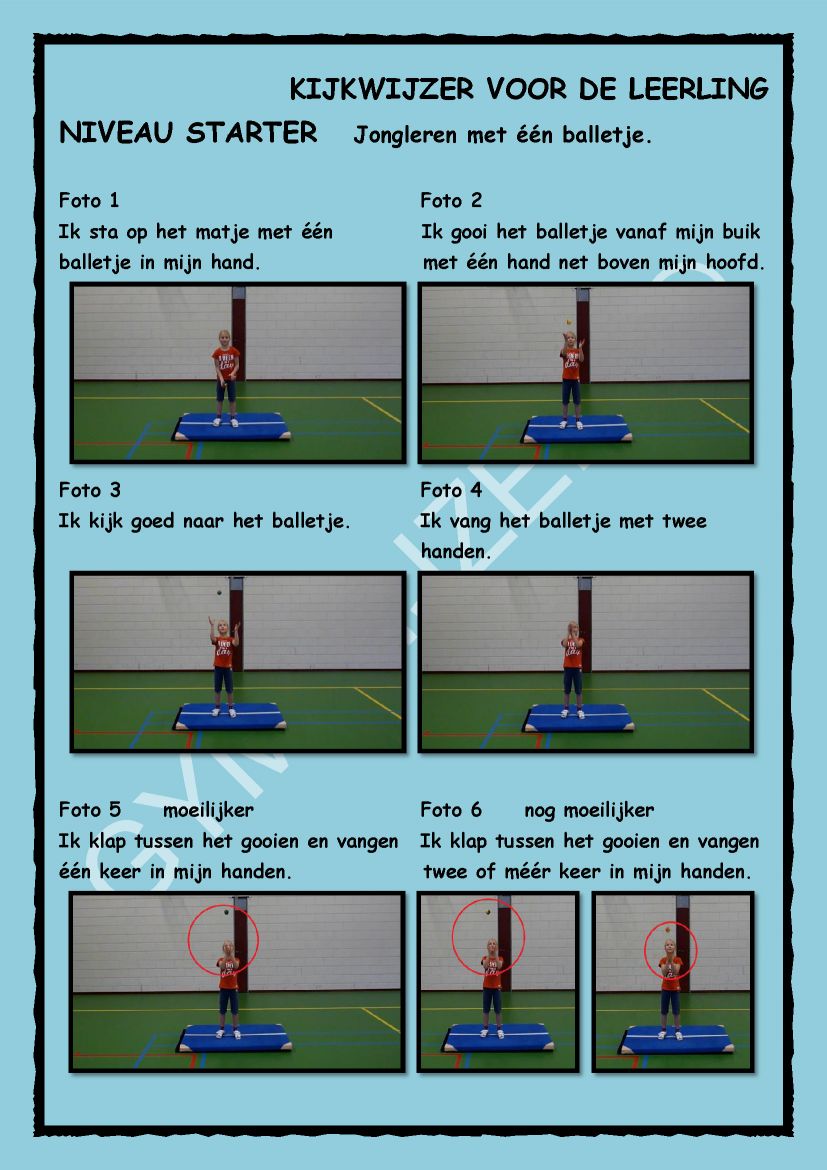 KIJKWIJZER VOOR DE LEERLING
NIVEAU STARTER Jongleren met één balletje.
Foto 1
Ik sta op het matje met één
balletje in mijn hand.
Foto 2
Ik gooi het balletje vanaf mijn buik
met één hand net boven mijn hoofd.
Foto 3
Ik kijk goed naar het balletje.
Foto 4
Ik vang het balletje met twee
handen.
Foto 5 moeilijker
Ik klap tussen het gooien en vangen
één keer in mijn handen.
Foto 6 nog moeilijker
Ik klap tussen het gooien en vangen
twee of méér keer in mijn handen.